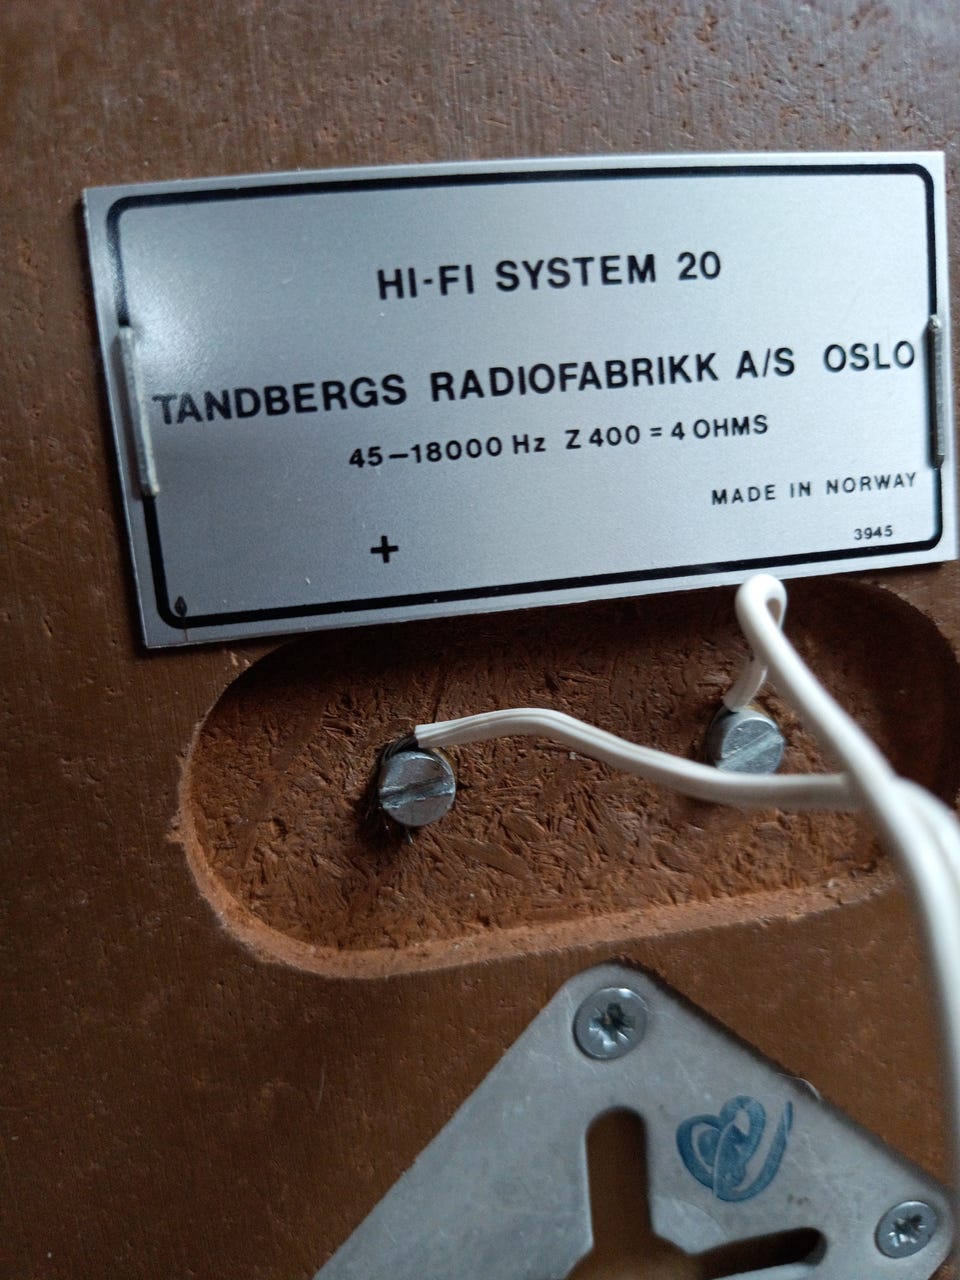 HI-FI SYSTEM 20
TANDBERGS RADIOFABRIKK A/S OSLO
45–18000 Hz Z 400 = 4 OHMS
MADE IN NORWAY
3945
+